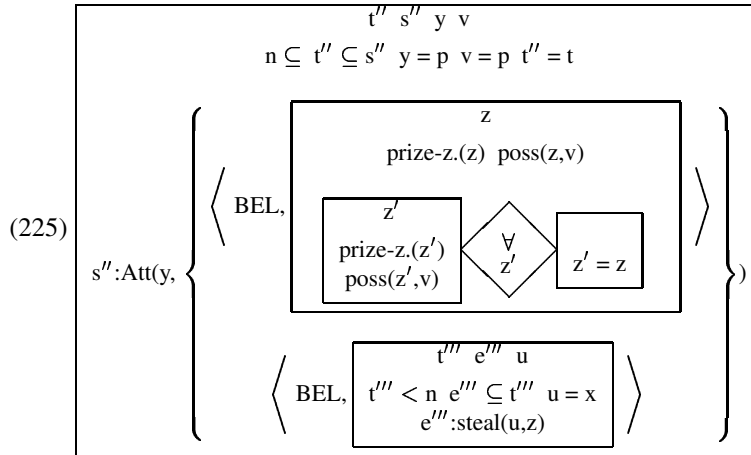 t′′ s′′ y v
n ⊆ t′′ ⊆ s′′ y = p v = p t′′ = t
z
prize-z.(z) poss(z,v)
⟨ BEL, ⟩
z′
prize-z.(z′)
poss(z′,v)
∀
z′
z′ = z
(225)
s′′:Att(y, { } )
t′′′ e′′′ u
⟨ BEL, t′′′ < n e′′′ ⊆ t′′′ u = x ⟩
e′′′:steal(u,z)